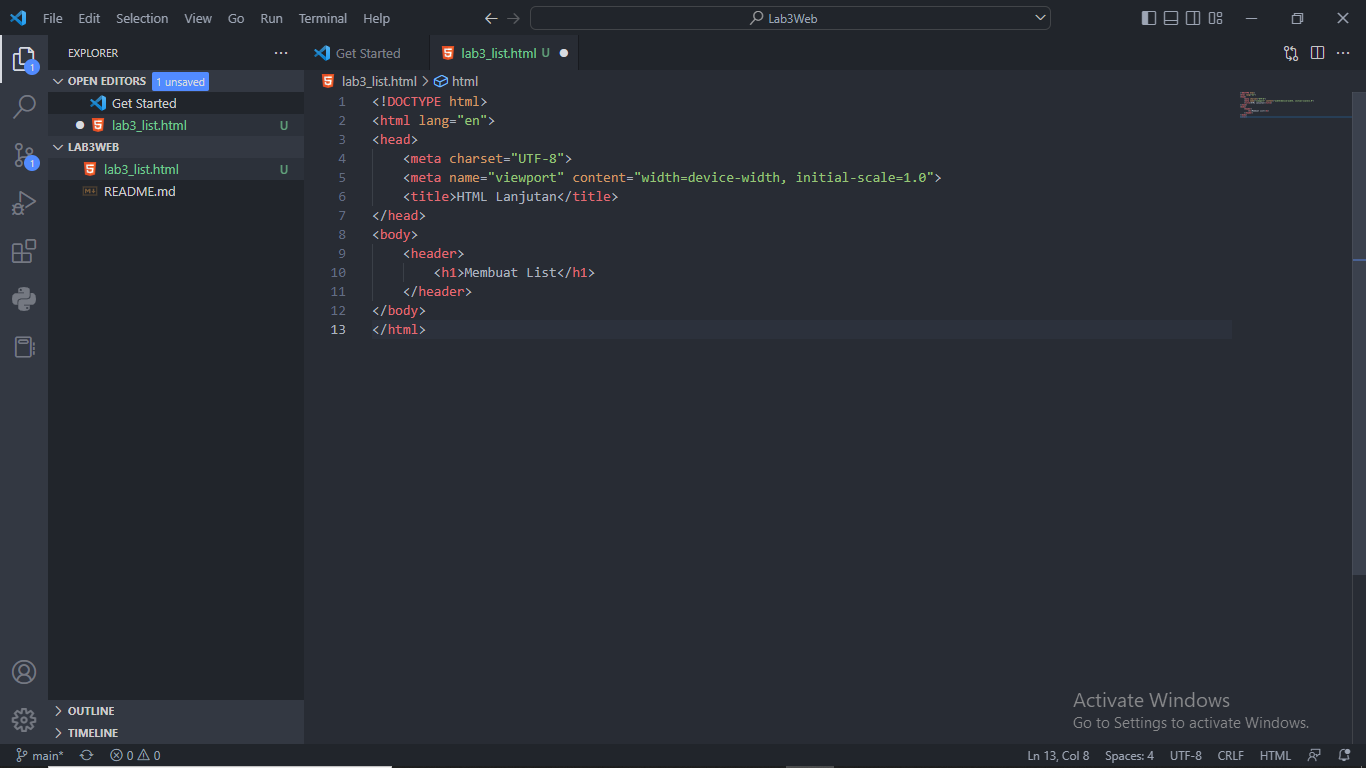 File Edit Selection View Go Run Terminal Help
Lab3Web
EXPLORER
OPEN EDITORS 1 unsaved
Get Started
lab3_list.html U
LAB3WEB
lab3_list.html U
README.md
OUTLINE
TIMELINE
Get Started
lab3_list.html U
lab3_list.html > html
1 <!DOCTYPE html>
2 <html lang="en">
3 <head>
4 <meta charset="UTF-8">
5 <meta name="viewport" content="width=device-width, initial-scale=1.0">
6 <title>HTML Lanjutan</title>
7 </head>
8 <body>
9 <header>
10 <h1>Membuat List</h1>
11 </header>
12 </body>
13 </html>
1
1
Activate Windows
Go to Settings to activate Windows.
main* 0 0
Ln 13, Col 8 Spaces: 4 UTF-8 CRLF HTML